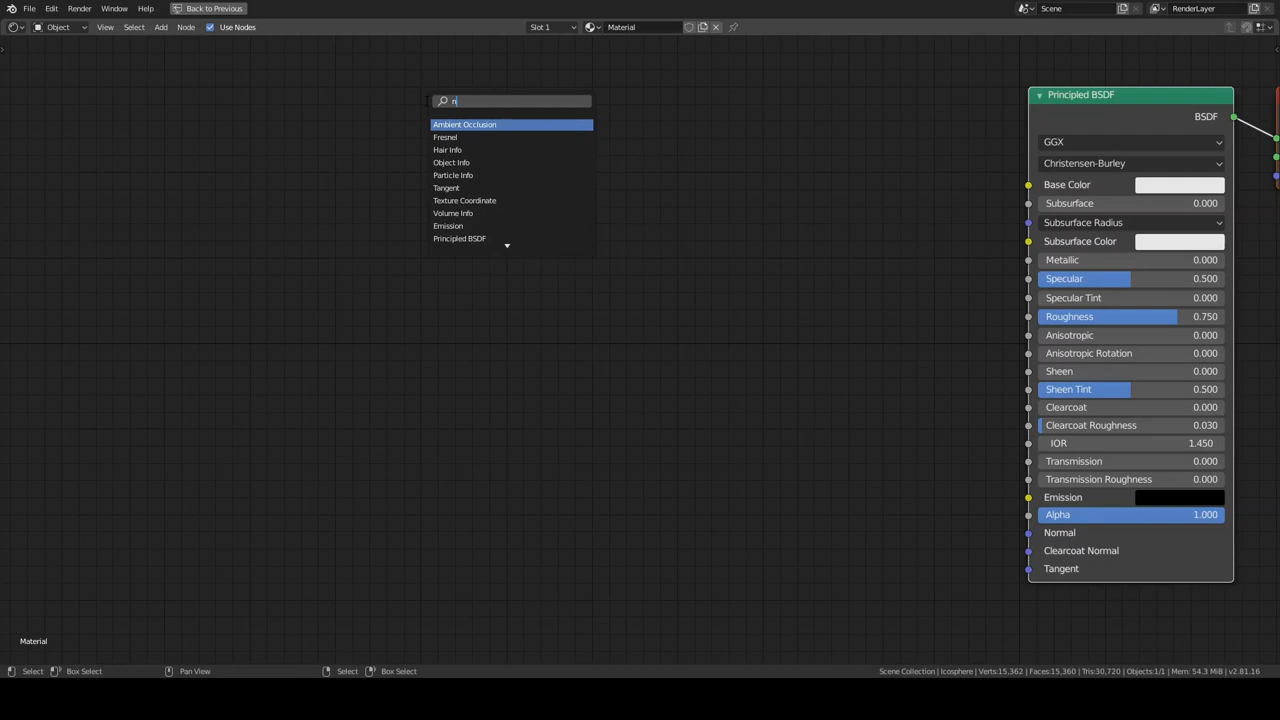 File Edit Render Window Help Back to Previous Scene RenderLayer
Object View Select Add Node Use Nodes Slot 1 Material
n
Ambient Occlusion
Fresnel
Hair Info
Object Info
Particle Info
Tangent
Texture Coordinate
Volume Info
Emission
Principled BSDF
Principled BSDF
BSDF
GGX
Christensen-Burley
Base Color
Subsurface 0.000
Subsurface Radius
Subsurface Color
Metallic 0.000
Specular 0.500
Specular Tint 0.000
Roughness 0.750
Anisotropic 0.000
Anisotropic Rotation 0.000
Sheen 0.000
Sheen Tint 0.500
Clearcoat 0.000
Clearcoat Roughness 0.030
IOR 1.450
Transmission 0.000
Transmission Roughness 0.000
Emission
Alpha 1.000
Normal
Clearcoat Normal
Tangent
Material
Select Box Select Pan View Select Box Select Scene Collection | Icosphere | Verts:15,362 | Faces:15,360 | Tris:30,720 | Objects:1/1 | Mem: 54.3 MiB | v2.81.16